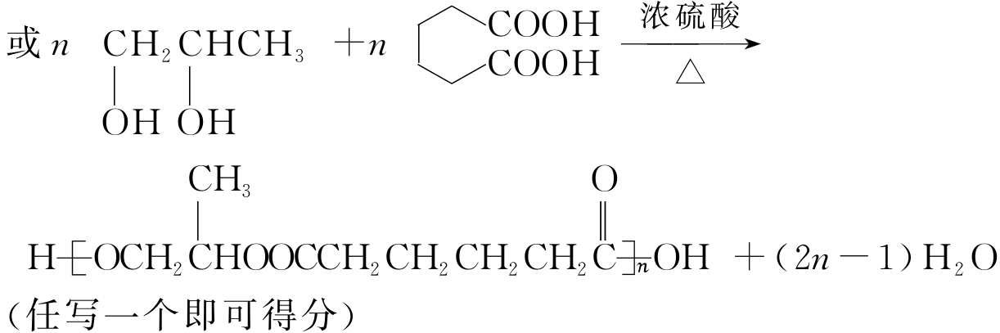 浓硫酸
或 n CH₂CHCH₃ +n COOH
COOH
△
OH OH
CH₃ O
H-[OCH₂CHOOCCH₂CH₂CH₂CH₂C]ₙOH +(2n-1)H₂O
(任写一个即可得分)